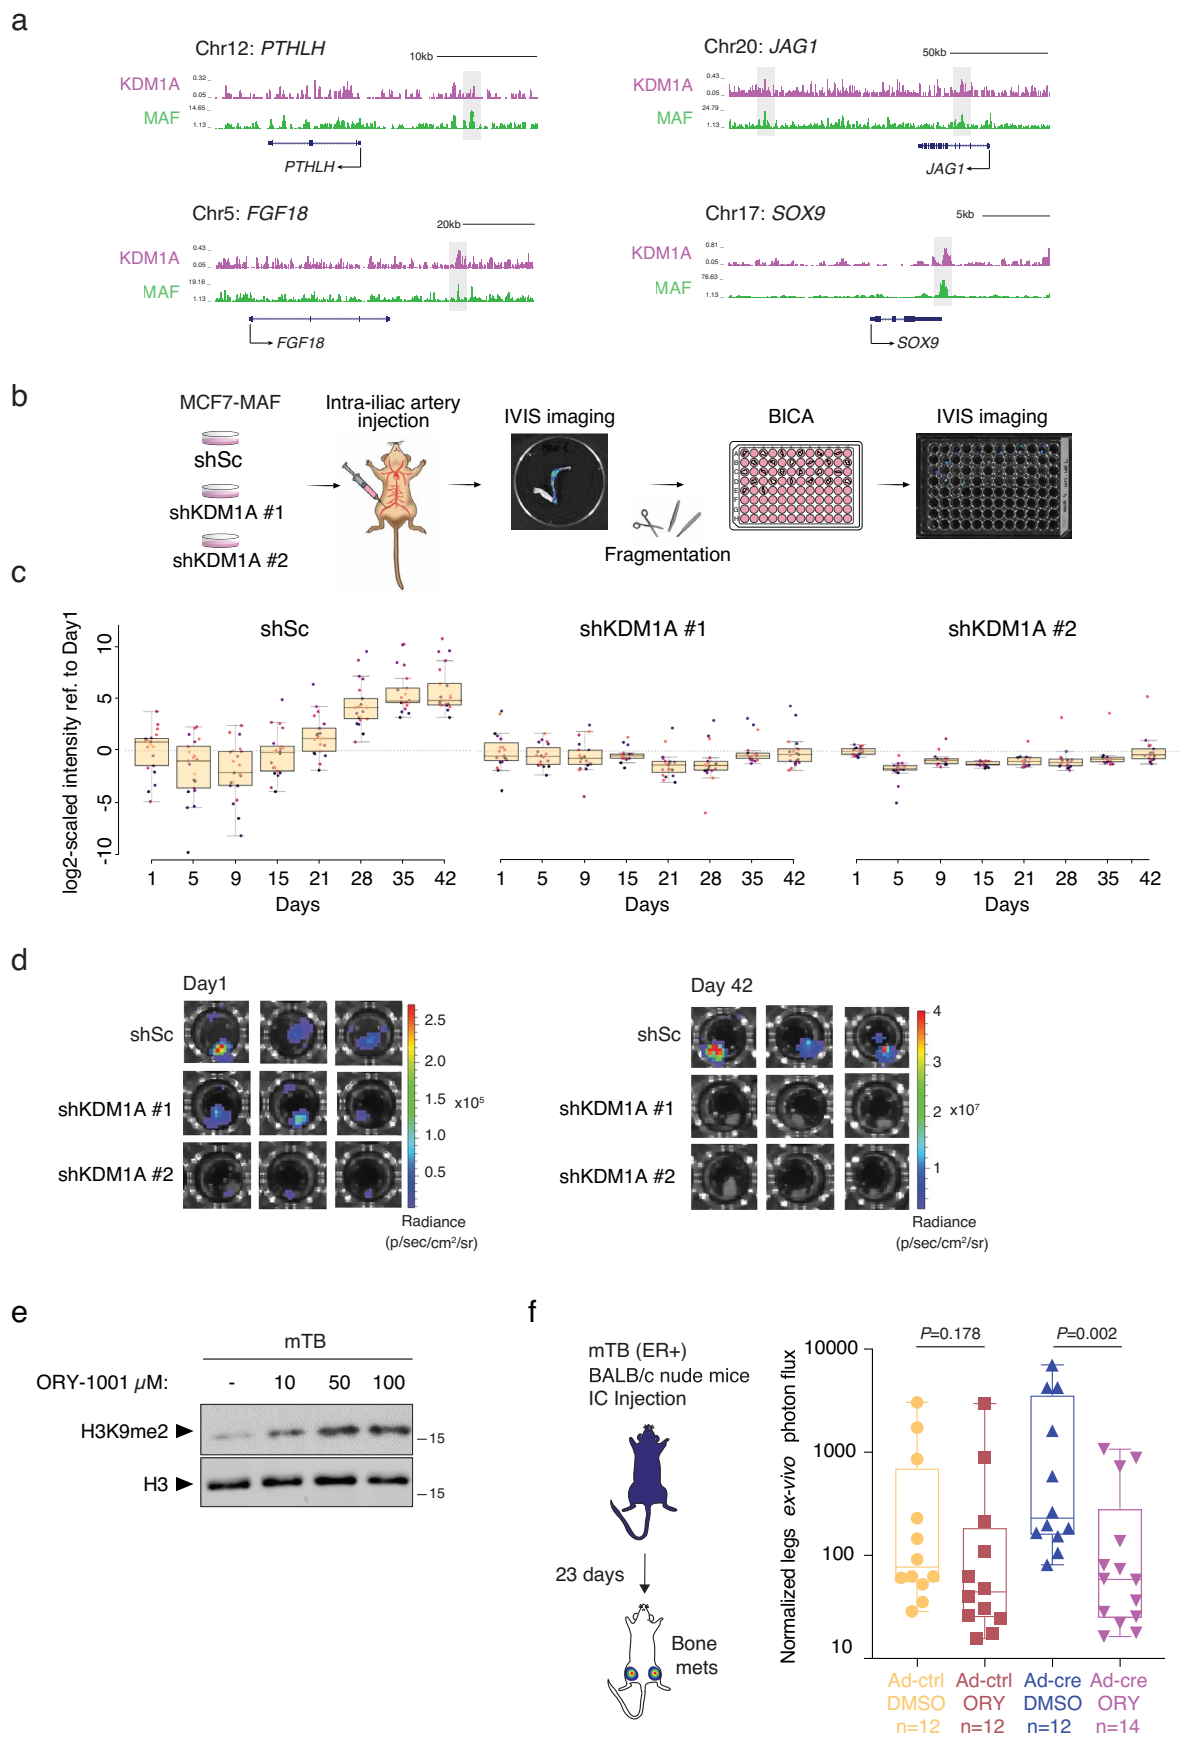 a
Chr12: PTHLH
10kb
KDM1A
0.32
0.05
MAF
14.65
1.13
PTHLH
Chr20: JAG1
50kb
KDM1A
0.43
0.05
MAF
24.79
1.13
JAG1
Chr5: FGF18
20kb
KDM1A
0.43
0.05
MAF
19.16
1.13
FGF18
Chr17: SOX9
5kb
KDM1A
0.81
0.05
MAF
76.63
1.13
SOX9
b
MCF7-MAF
shSc
shKDM1A #1
shKDM1A #2
Intra-iliac artery
injection
IVIS imaging
Fragmentation
BICA
IVIS imaging
c
log2-scaled intensity ref. to Day1
10
5
0
-5
-10
shSc
shKDM1A #1
shKDM1A #2
1 5 9 15 21 28 35 42
1 5 9 15 21 28 35 42
1 5 9 15 21 28 35 42
Days
Days
Days
d
Day1
shSc
shKDM1A #1
shKDM1A #2
2.5
2.0
1.5
1.0
0.5
x10⁵
Radiance
(p/sec/cm²/sr)
Day 42
shSc
shKDM1A #1
shKDM1A #2
4
3
2
1
x10⁷
Radiance
(p/sec/cm²/sr)
e
mTB
ORY-1001 µM: - 10 50 100
H3K9me2
15
H3
15
f
mTB (ER+)
BALB/c nude mice
IC Injection
23 days
Bone
mets
Normalized legs ex-vivo photon flux
10000
1000
100
10
P=0.178
P=0.002
Ad-ctrl
DMSO
n=12
Ad-ctrl
ORY
n=12
Ad-cre
DMSO
n=12
Ad-cre
ORY
n=14